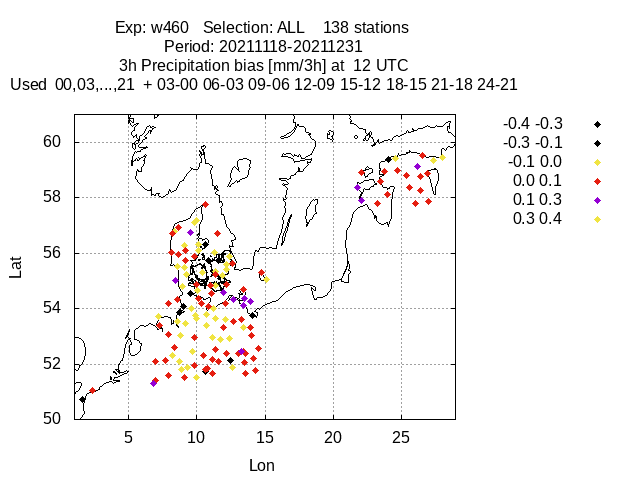 Exp: w460 Selection: ALL 138 stations
Period: 20211118-20211231
3h Precipitation bias [mm/3h] at 12 UTC
Used 00,03,...,21 + 03-00 06-03 09-06 12-09 15-12 18-15 21-18 24-21
-0.4 -0.3
-0.3 -0.1
-0.1 0.0
0.0 0.1
0.1 0.3
0.3 0.4
60
58
56
54
52
50
Lat
5 10 15 20 25
Lon